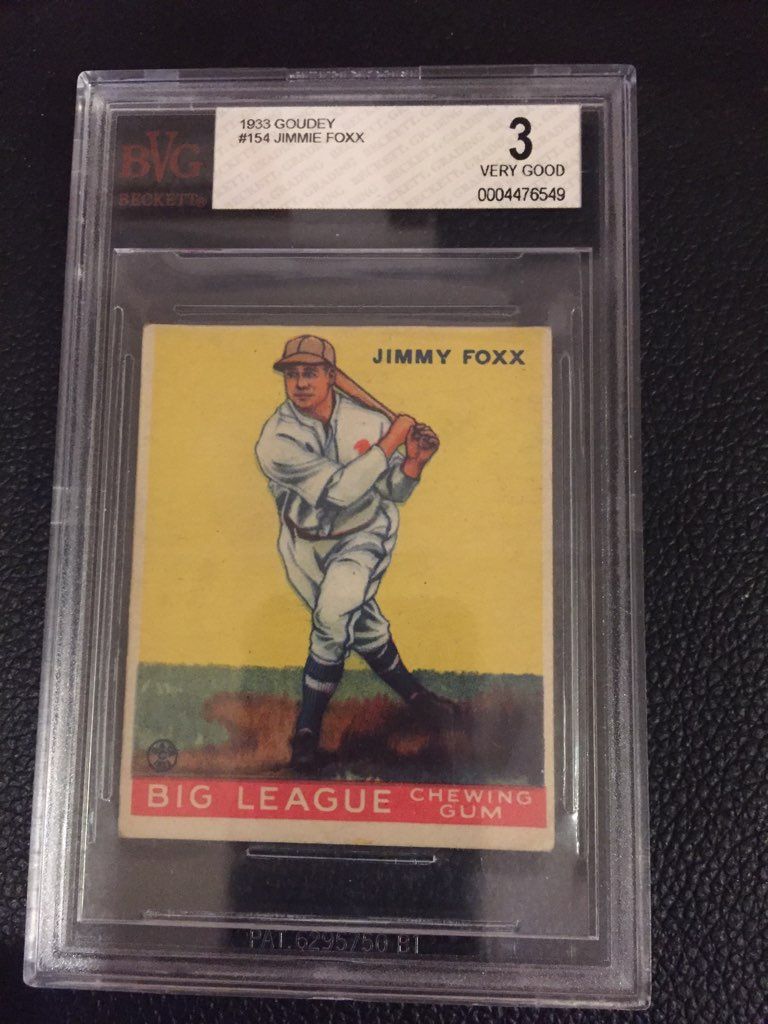 1933 GOUDEY
#154 JIMMIE FOXX
3
VERY GOOD
0004476549
BVG
BECKETT®
JIMMY FOXX
BIG LEAGUE CHEWING GUM